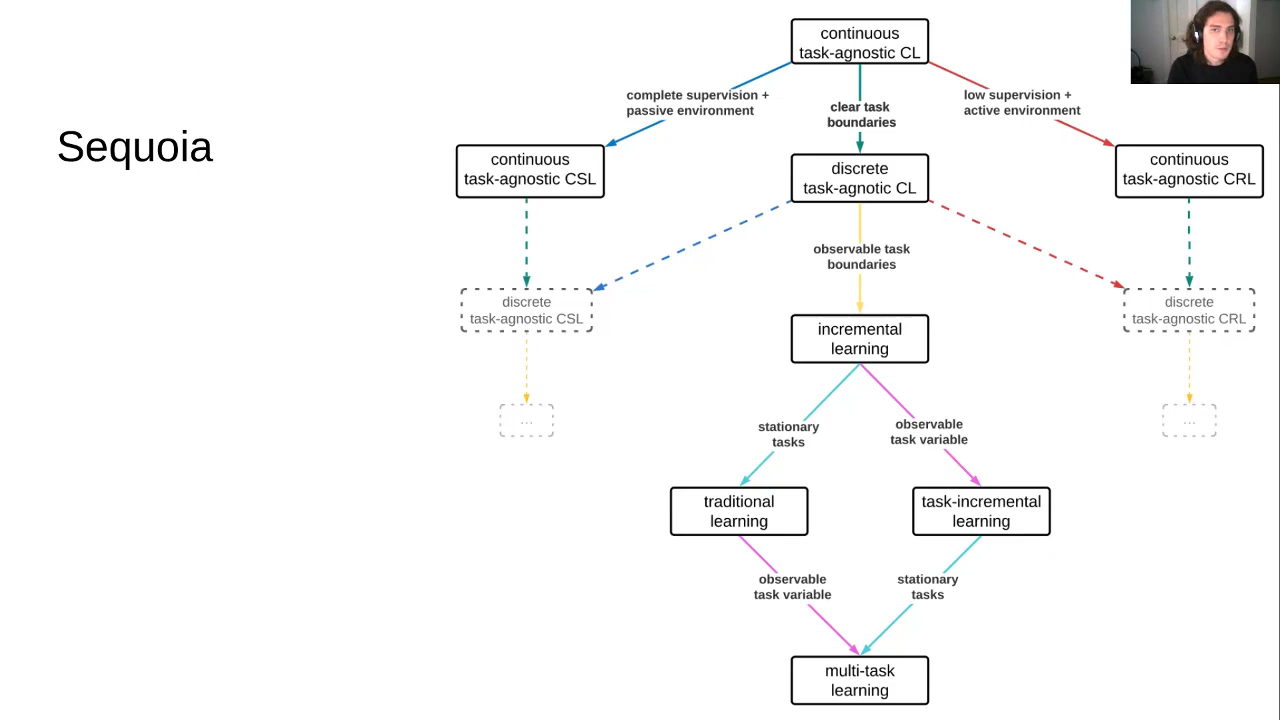 continuous
task-agnostic CL
complete supervision +
passive environment
clear task
boundaries
low supervision +
active environment
Sequoia
continuous
task-agnostic CSL
discrete
task-agnotic CL
continuous
task-agnostic CRL
observable task
boundaries
discrete
task-agnostic CSL
discrete
task-agnostic CRL
incremental
learning
...
...
stationary
tasks
observable
task variable
traditional
learning
task-incremental
learning
observable
task variable
stationary
tasks
multi-task
learning